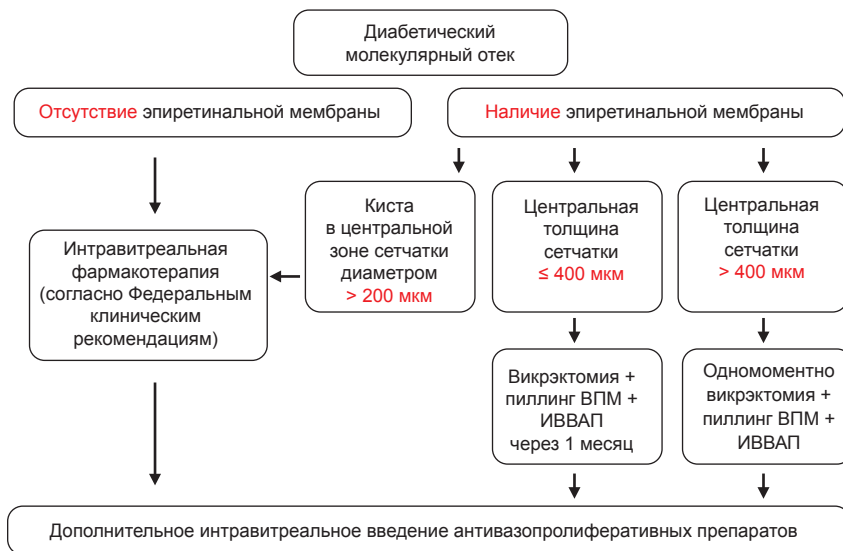 Диабетический
молекулярный отек
Отсутствие эпиретинальной мембраны
Наличие эпиретинальной мембраны
Киста
в центральной
зоне сетчатки
диаметром
> 200 мкм
Центральная
толщина
сетчатки
≤ 400 мкм
Центральная
толщина
сетчатки
> 400 мкм
Интравитреальная
фармакотерапия
(согласно Федеральным
клиническим
рекомендациям)
Викрэктомия +
пиллинг ВПМ +
ИВВАП
через 1 месяц
Одномоментно
викрэктомия +
пиллинг ВПМ +
ИВВАП
Дополнительное интравитреальное введение антивазопролиферативных препаратов